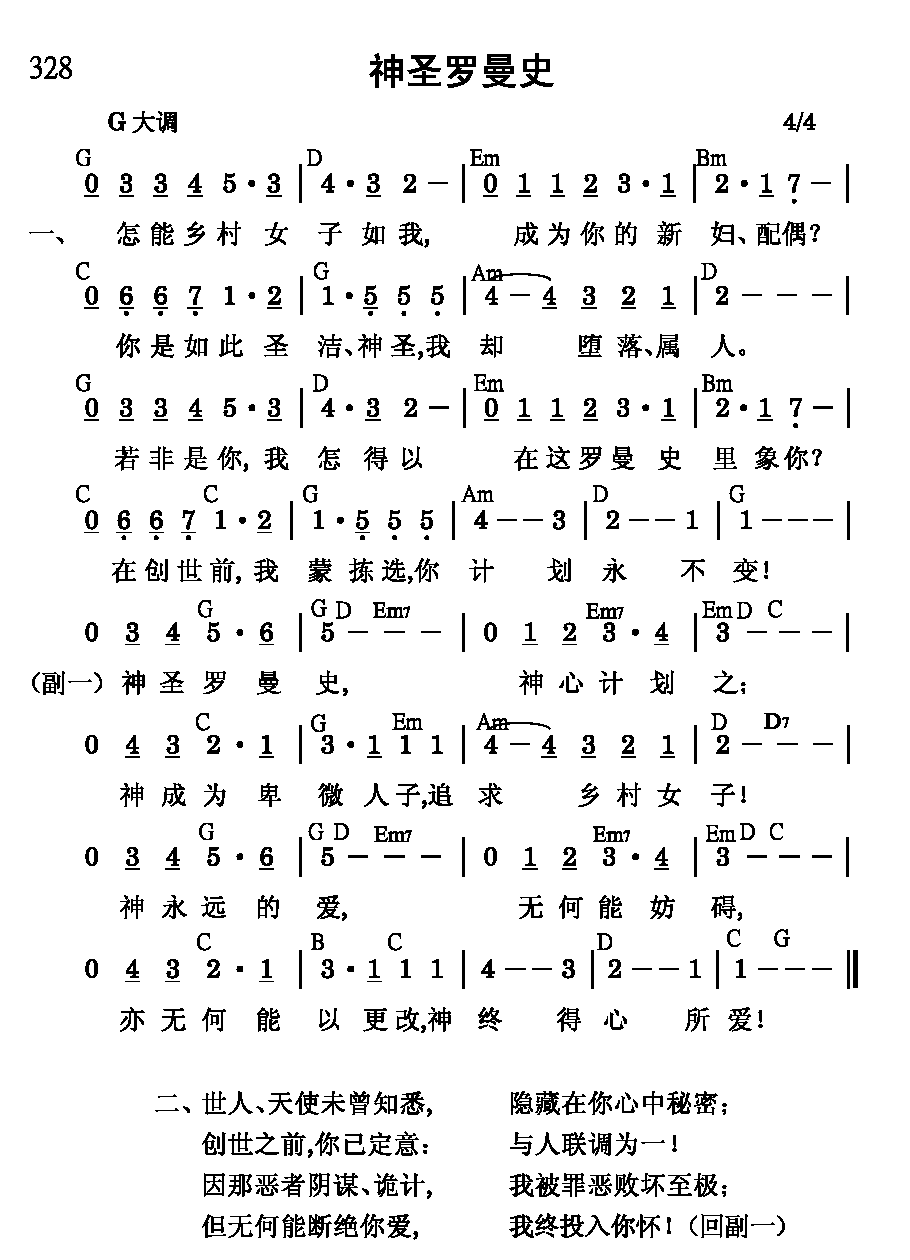 328
神圣罗曼史
G 大调 4/4
G D Em Bm
0 3 3 4 5·3 | 4·3 2 － | 0 1 1 2 3·1 | 2·1 7 － |
一、 怎能乡村女子如我, 成为你的新妇、配偶?
C G Am D
0 6 6 7 1·2 | 1·5 5 5 | 4－4 3 2 1 | 2 － － － |
你是如此圣洁、神圣,我却堕落、属人。
G D Em Bm
0 3 3 4 5·3 | 4·3 2 － | 0 1 1 2 3·1 | 2·1 7 － |
若非是你, 我怎得以 在这罗曼史里象你?
C C G Am D G
0 6 6 7 1·2 | 1·5 5 5 | 4－－3 | 2－－1 | 1－－－ |
在创世前, 我蒙拣选,你计划永不变!
G G D Em7 Em7 Em D C
0 3 4 5·6 | 5－－－ | 0 1 2 3·4 | 3－－－ |
（副一）神圣罗曼史, 神心计划之;
C G Em Am D D7
0 4 3 2·1 | 3·1 1 1 | 4－4 3 2 1 | 2－－－ |
神成为卑微人子,追求乡村女子!
G G D Em7 Em7 Em D C
0 3 4 5·6 | 5－－－ | 0 1 2 3·4 | 3－－－ |
神永远的爱, 无何能妨碍,
C B C D C G
0 4 3 2·1 | 3·1 1 1 | 4－－3 | 2－－1 | 1－－－ ‖
亦无何能以更改,神终得心所爱!
二、世人、天使未曾知悉, 隐藏在你心中秘密;
创世之前,你已定意: 与人联调为一!
因那恶者阴谋、诡计, 我被罪恶败坏至极;
但无何能断绝你爱, 我终投入你怀!（回副一）